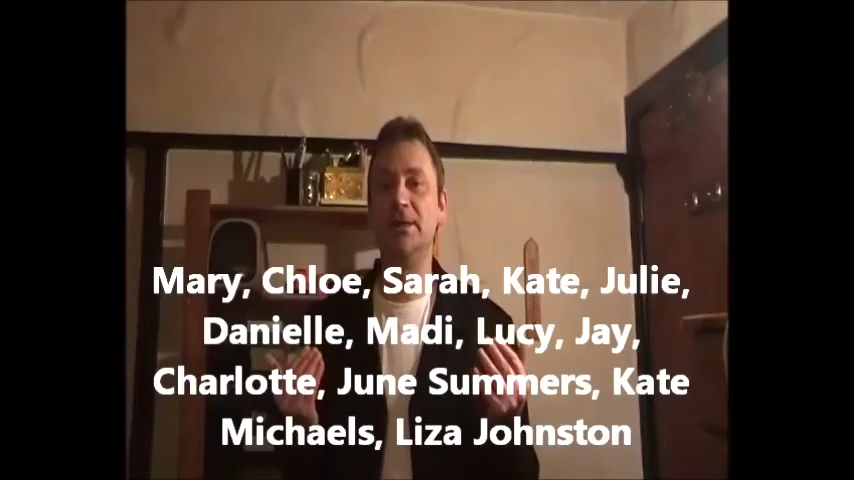 Mary, Chloe, Sarah, Kate, Julie,
Danielle, Madi, Lucy, Jay,
Charlotte, June Summers, Kate
Michaels, Liza Johnston